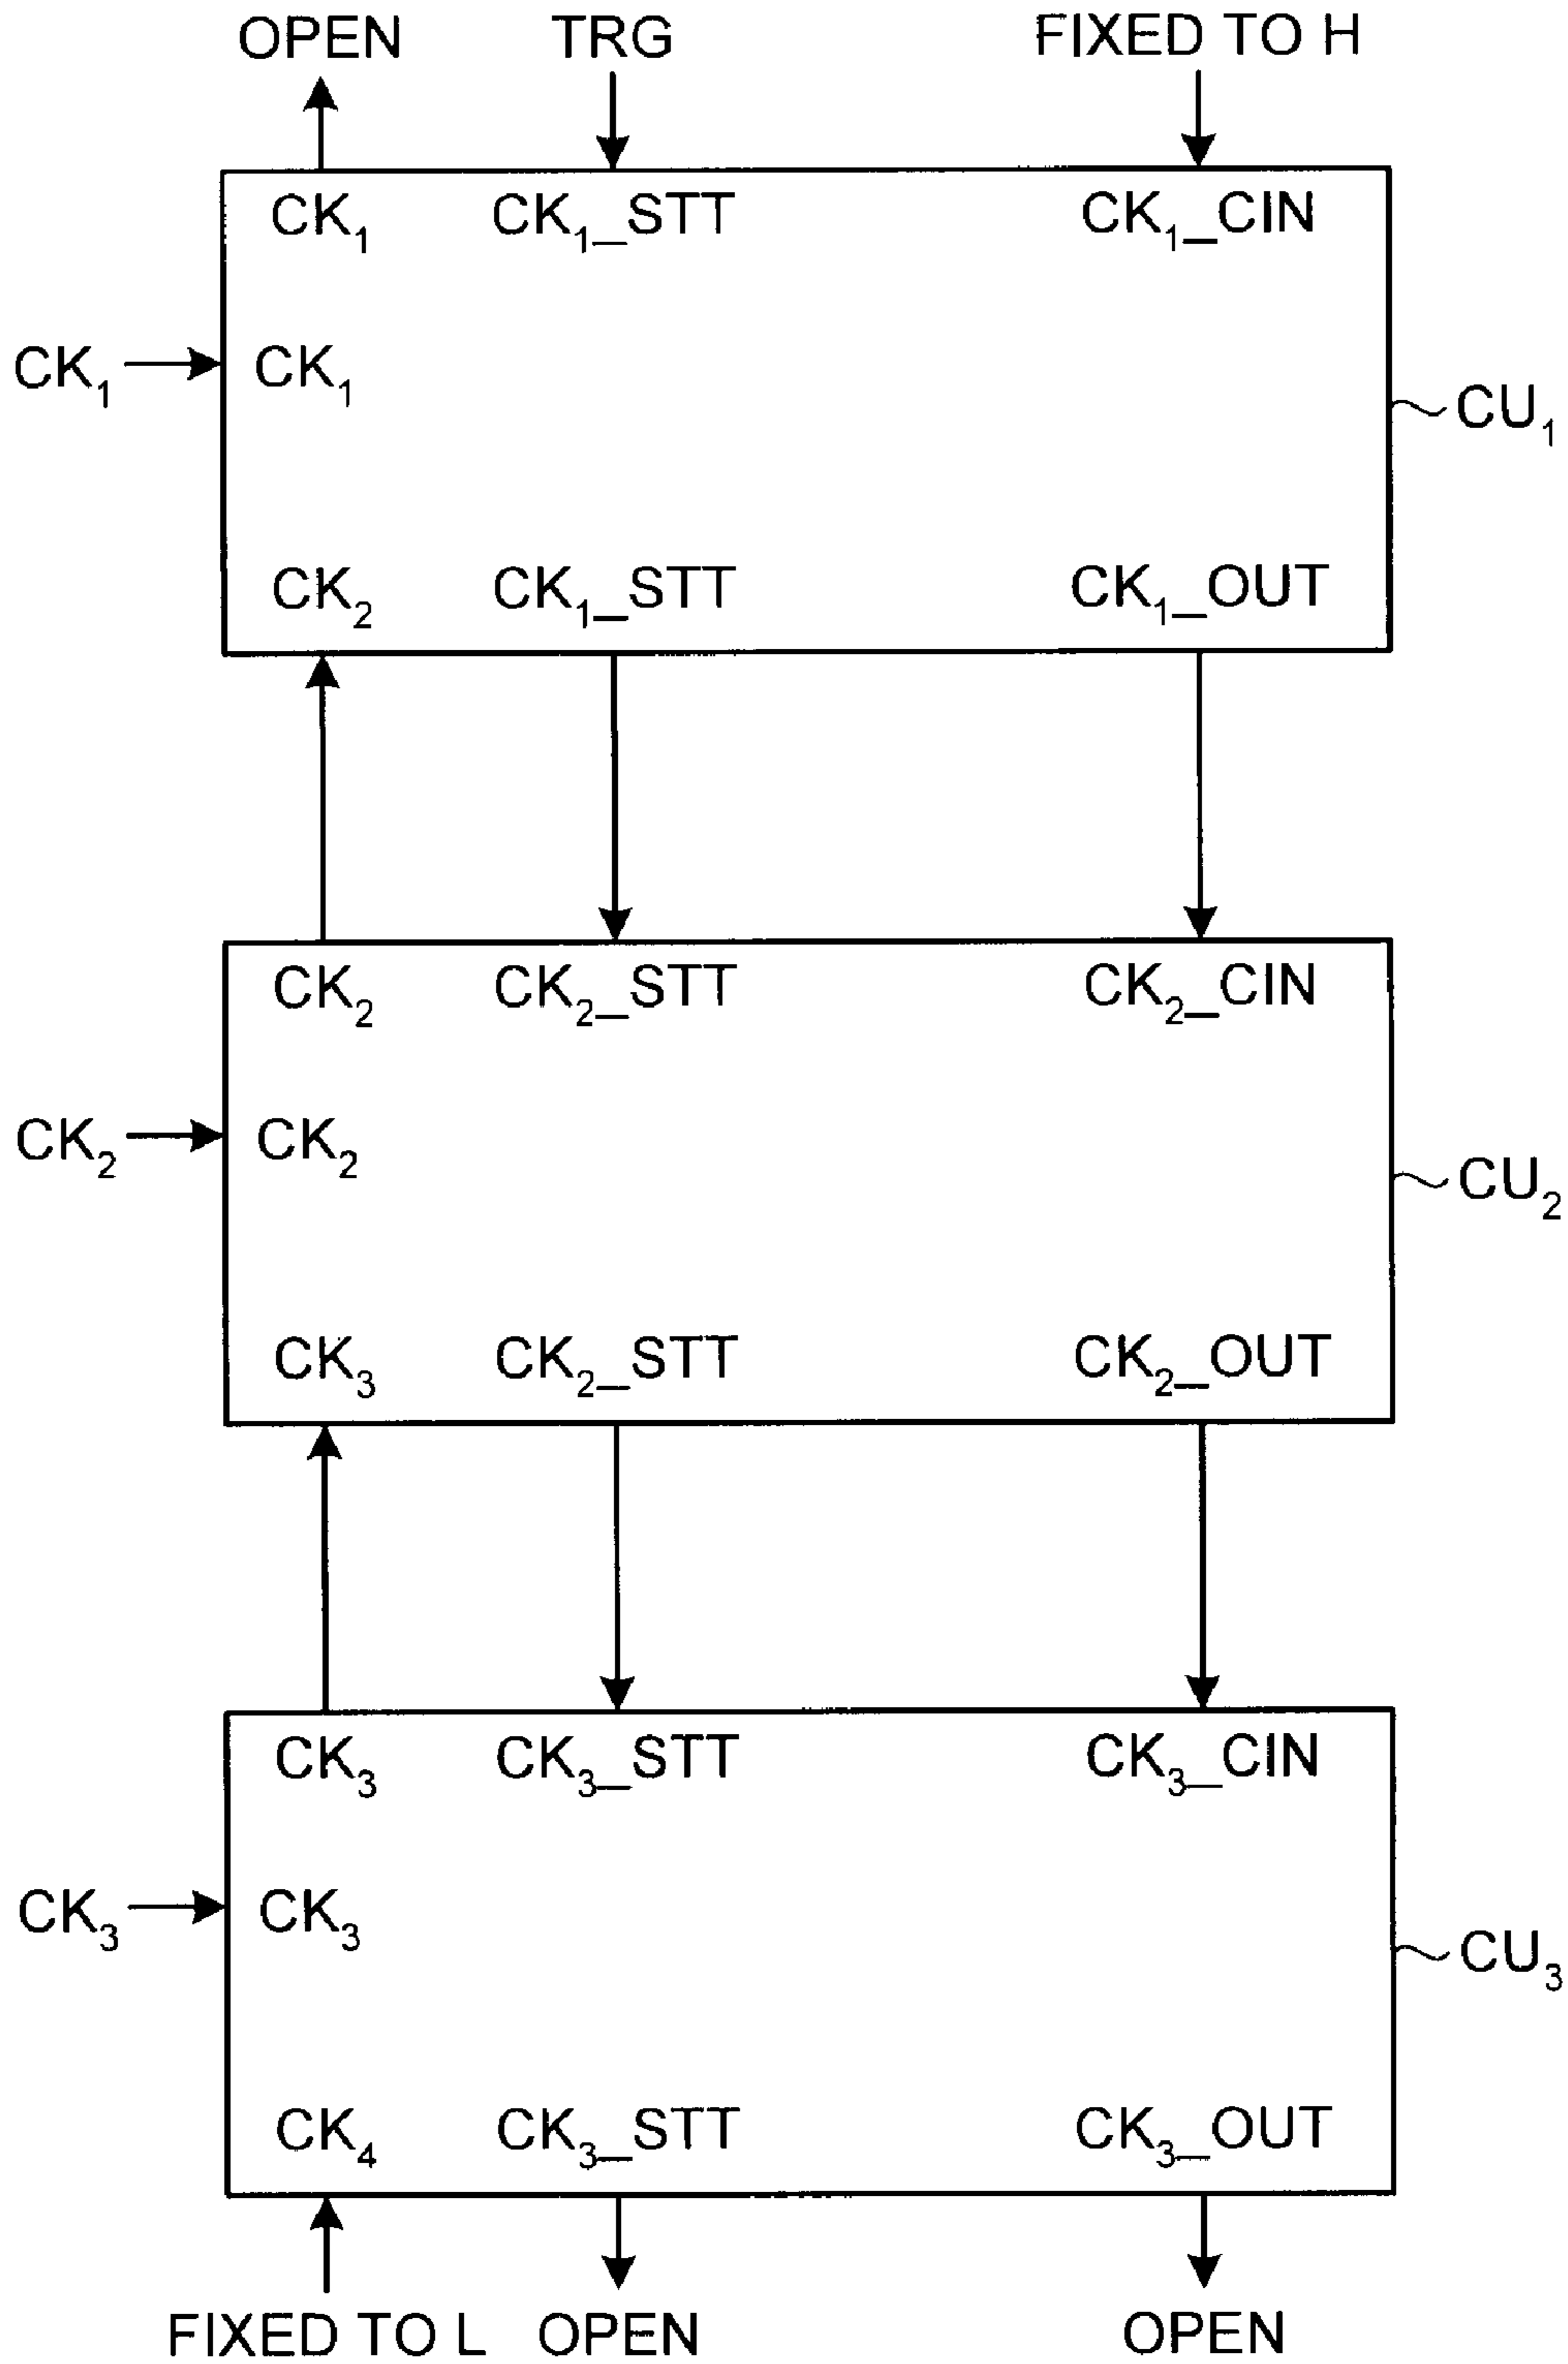 OPEN TRG FIXED TO H
CK₁ CK₁_STT CK₁_CIN
CK₁ CK₁
CU₁
CK₂ CK₁_STT CK₁_OUT
CK₂ CK₂_STT CK₂_CIN
CK₂ CK₂
CU₂
CK₃ CK₂_STT CK₂_OUT
CK₃ CK₃_STT CK₃_CIN
CK₃ CK₃
CU₃
CK₄ CK₃_STT CK₃_OUT
FIXED TO L OPEN OPEN